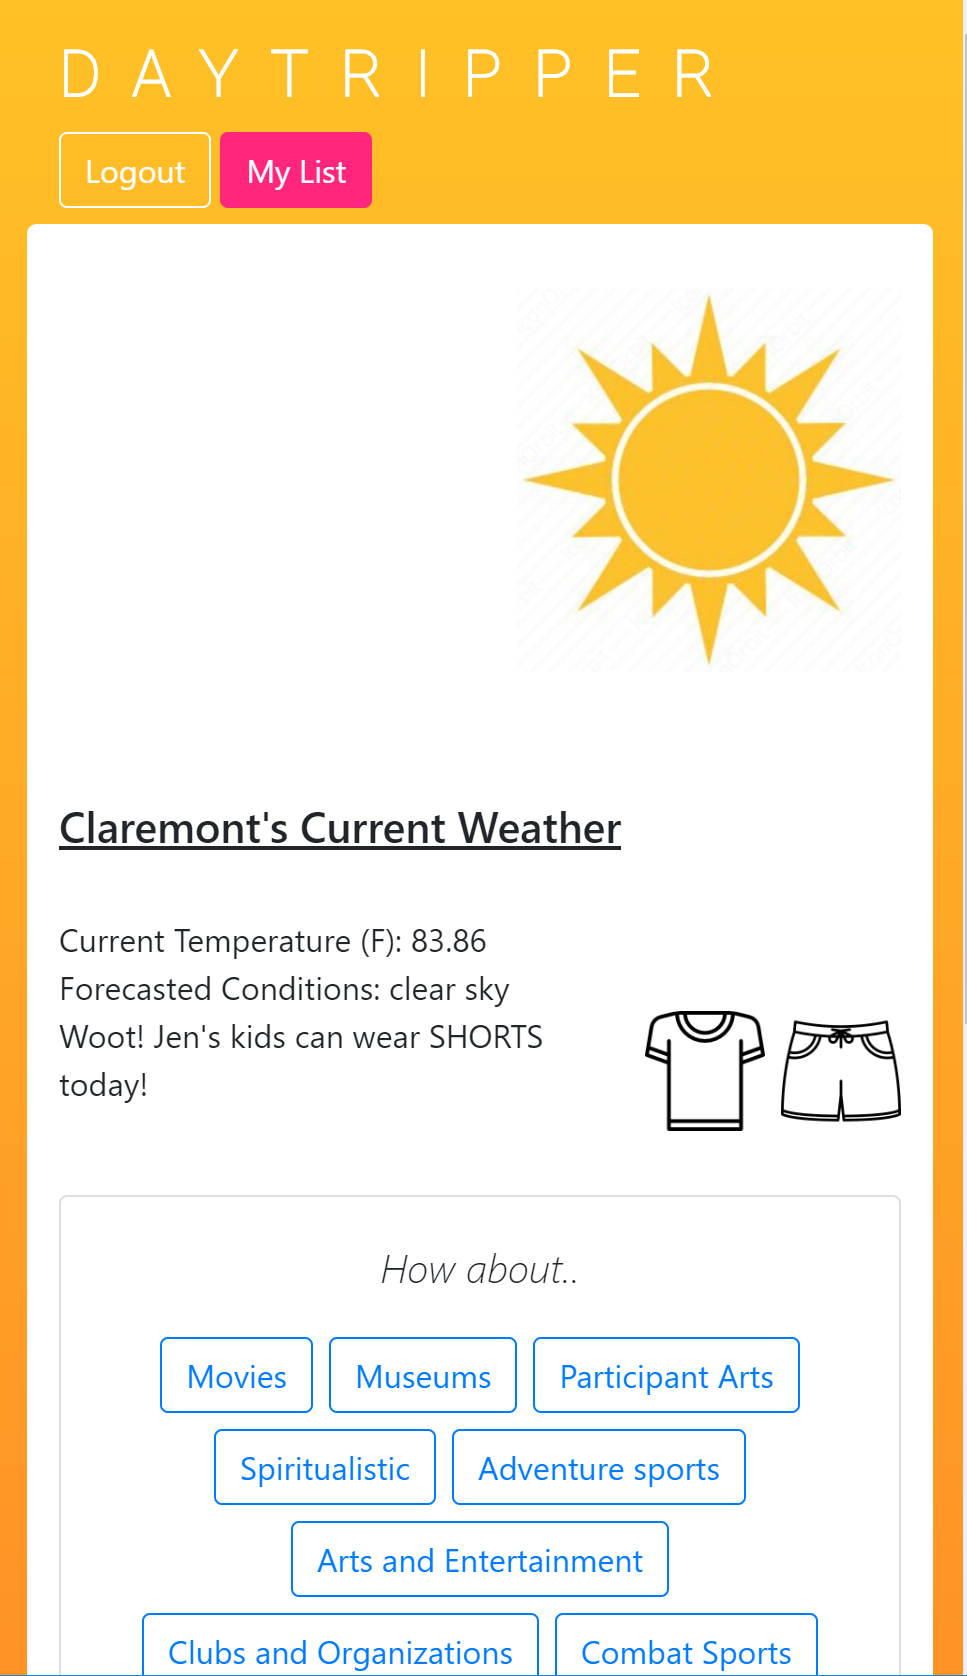 DAYTRIPPER
Logout My List
Claremont's Current Weather
Current Temperature (F): 83.86
Forecasted Conditions: clear sky
Woot! Jen's kids can wear SHORTS
today!
How about..
Movies Museums Participant Arts
Spiritualistic Adventure sports
Arts and Entertainment
Clubs and Organizations Combat Sports